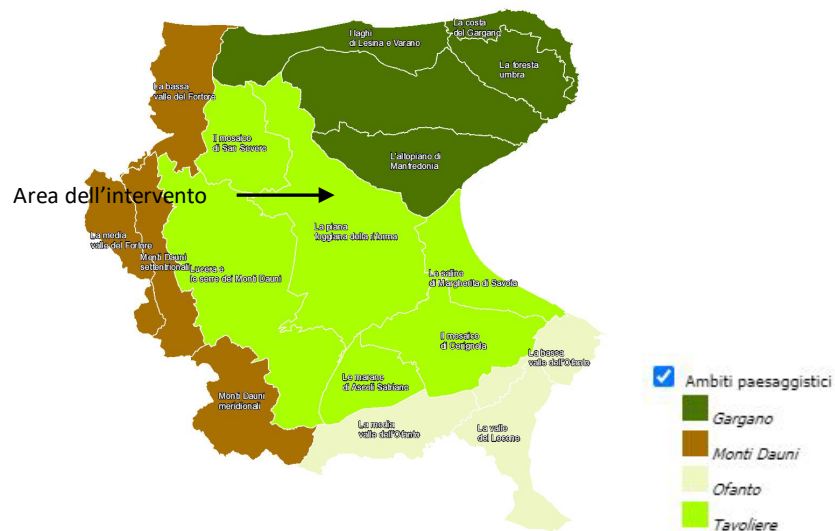 La costa
del Gargano
I laghi
di Lesina e Varano
La foresta
umbra
La bassa
valle del Fortore
Il mosaico
di San Severo
L'altopiano di
Manfredonia
Area dell'intervento
La piana
foggiana della riforma
La media
valle del Fortore
Monti Dauni
settentrionali
Lucera e
le serre dei Monti Dauni
Le saline
di Margherita di Savoia
Il mosaico
di Cerignola
La bassa
valle dell'Ofanto
Le marane
di Ascoli Satriano
Monti Dauni
meridionali
La media
valle dell'Ofanto
La valle
del Locone
Ambiti paesaggistici
Gargano
Monti Dauni
Ofanto
Tavoliere